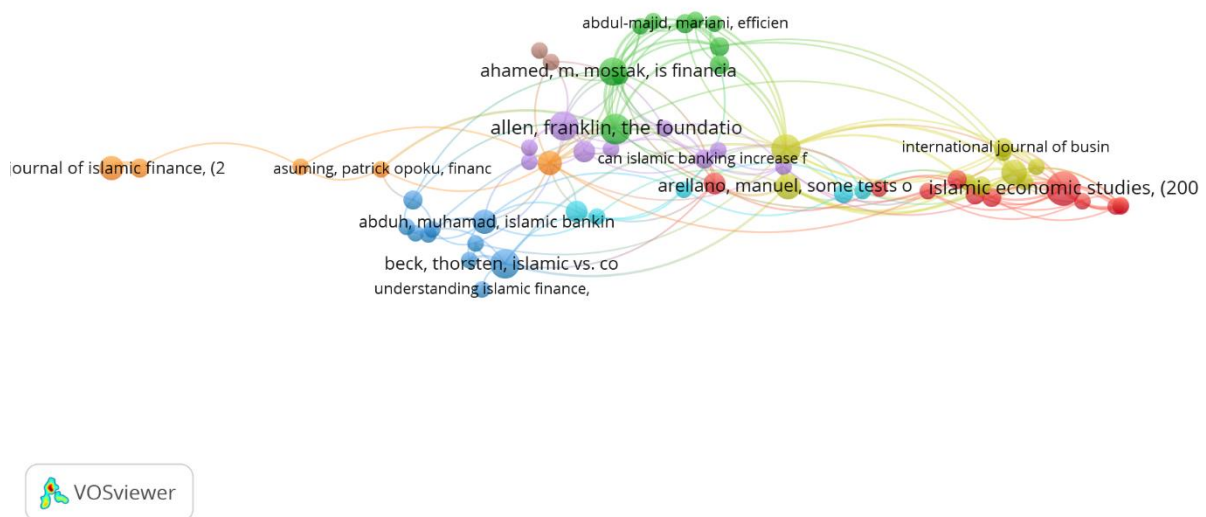 abdul-majid, mariani, efficien
ahamed, m. mostak, is financia
allen, franklin, the foundatio
international journal of busin
can islamic banking increase f
journal of islamic finance, (2
asuming, patrick opoku, financ
arellano, manuel, some tests o
islamic economic studies, (200
abduh, muhamad, islamic bankin
beck, thorsten, islamic vs. co
understanding islamic finance,
VOSviewer